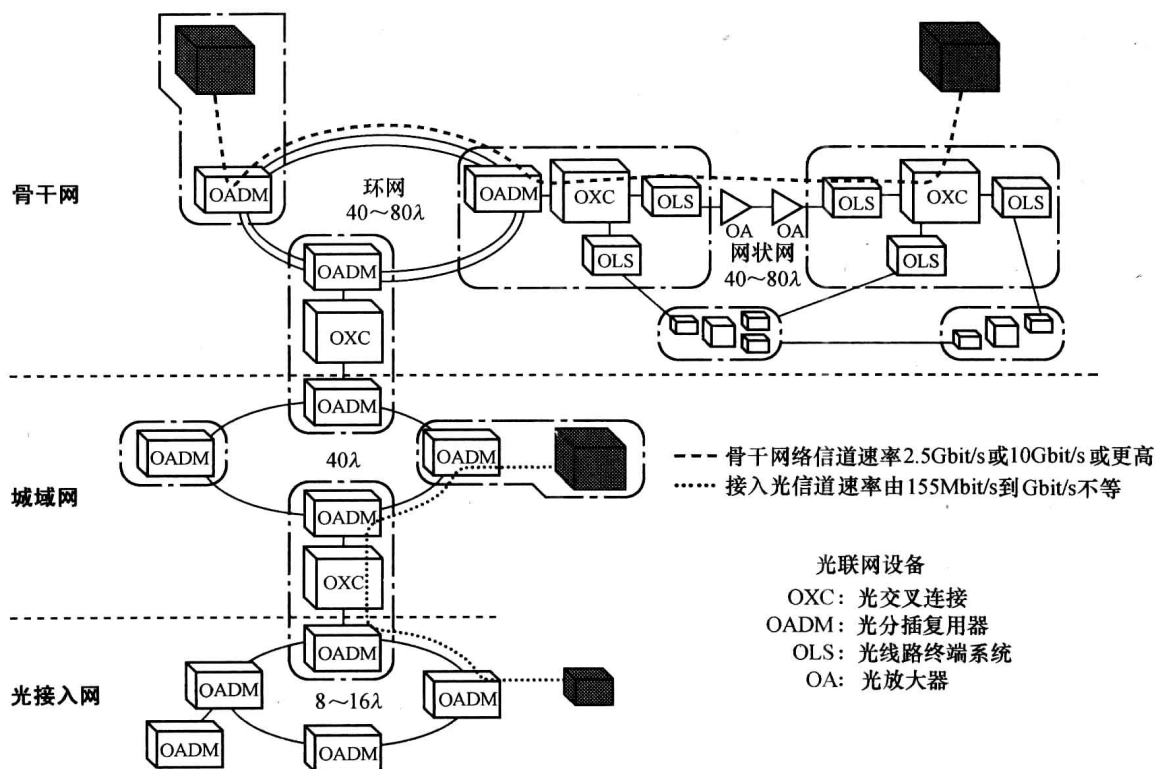 骨干网
OADM
环网
40～80λ
OADM
OXC
OLS
OLS
OA
OA
网状网
40～80λ
OLS
OXC
OLS
OLS
OADM
OXC
OADM
城域网
OADM
40λ
OADM
OADM
OXC
骨干网络信道速率2.5Gbit/s或10Gbit/s或更高
接入光信道速率由155Mbit/s到Gbit/s不等
光联网设备
OXC：光交叉连接
OADM：光分插复用器
OLS：光线路终端系统
OA：光放大器
光接入网
OADM
OADM
8～16λ
OADM
OADM
OADM